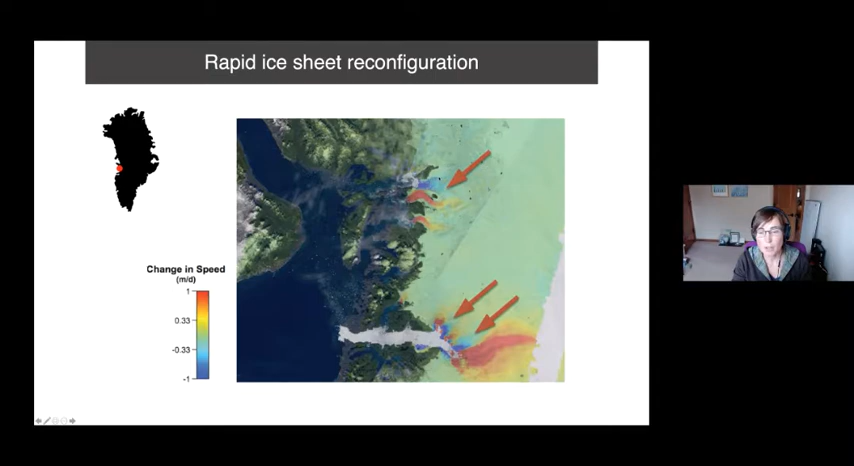 Rapid ice sheet reconfiguration
Change in Speed
(m/d)
1
0.33
-0.33
-1